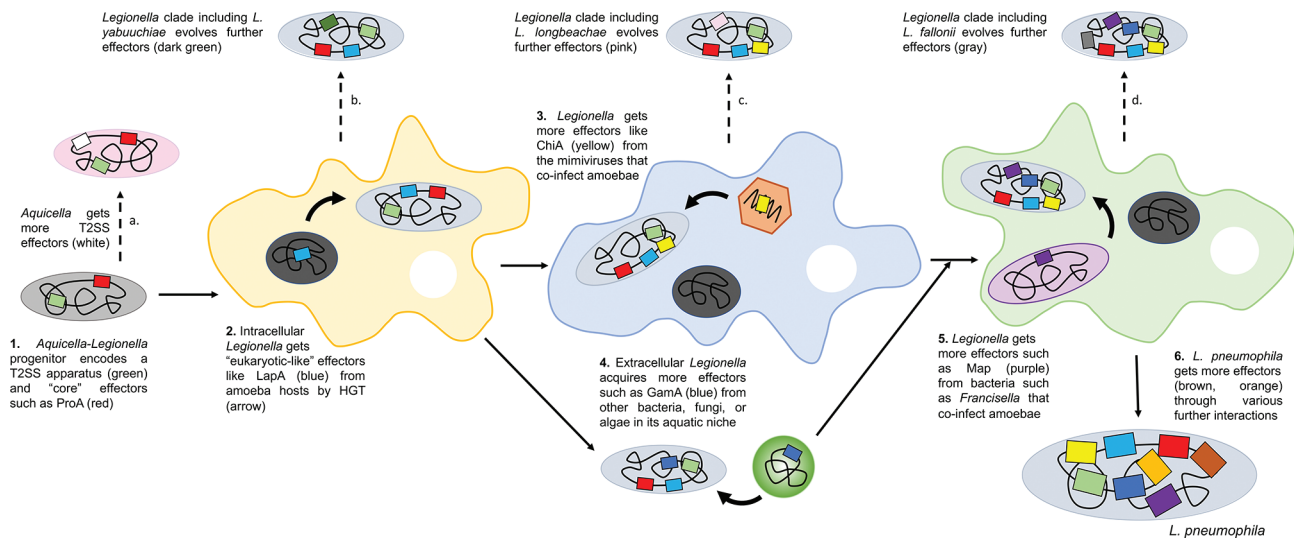 Legionella clade including L.
yabuuchiae evolves further
effectors (dark green)
b.
Legionella clade including
L. longbeachae evolves
further effectors (pink)
c.
Legionella clade including
L. fallonii evolves further
effectors (gray)
d.
Aquicella gets
more T2SS
effectors (white)
a.
1. Aquicella-Legionella
progenitor encodes a
T2SS apparatus (green)
and “core” effectors
such as ProA (red)
2. Intracellular
Legionella gets
“eukaryotic-like” effectors
like LapA (blue) from
amoeba hosts by HGT
(arrow)
3. Legionella gets
more effectors like
ChiA (yellow) from
the mimiviruses that
co-infect amoebae
4. Extracellular Legionella
acquires more effectors
such as GamA (blue) from
other bacteria, fungi, or
algae in its aquatic niche
5. Legionella gets
more effectors such
as Map (purple)
from bacteria such
as Francisella that
co-infect amoebae
6. L. pneumophila
gets more effectors
(brown, orange)
through various
further interactions
L. pneumophila